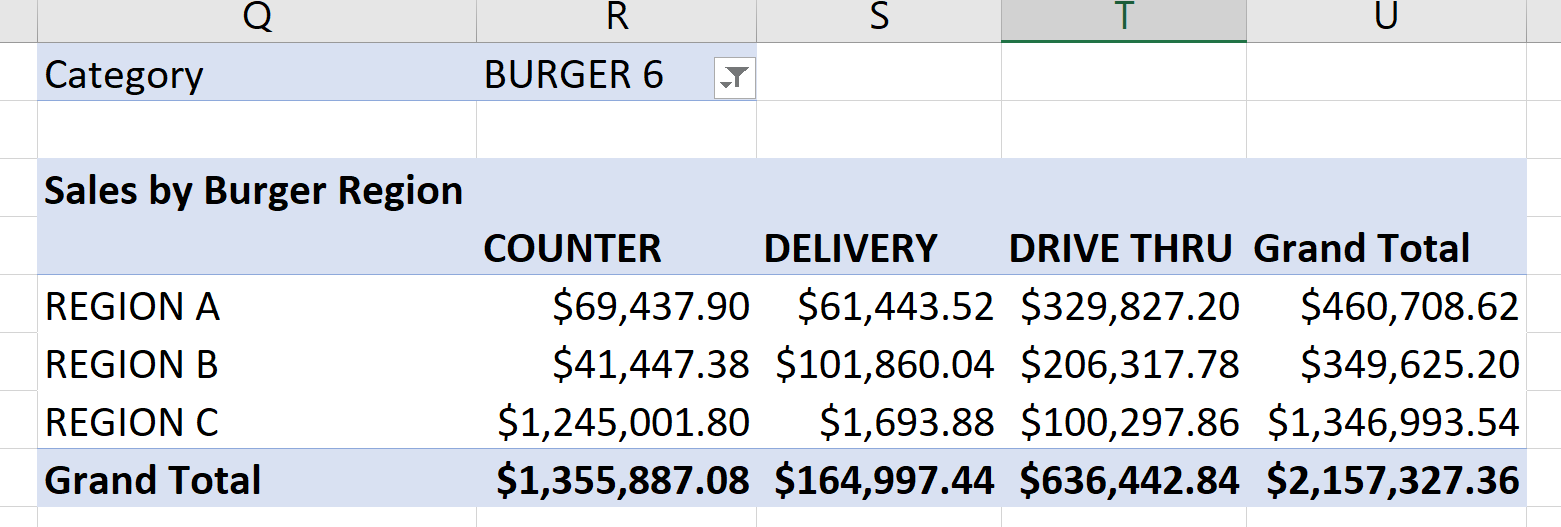 Q R S T U
Category BURGER 6
Sales by Burger Region
COUNTER DELIVERY DRIVE THRU Grand Total
REGION A $69,437.90 $61,443.52 $329,827.20 $460,708.62
REGION B $41,447.38 $101,860.04 $206,317.78 $349,625.20
REGION C $1,245,001.80 $1,693.88 $100,297.86 $1,346,993.54
Grand Total $1,355,887.08 $164,997.44 $636,442.84 $2,157,327.36